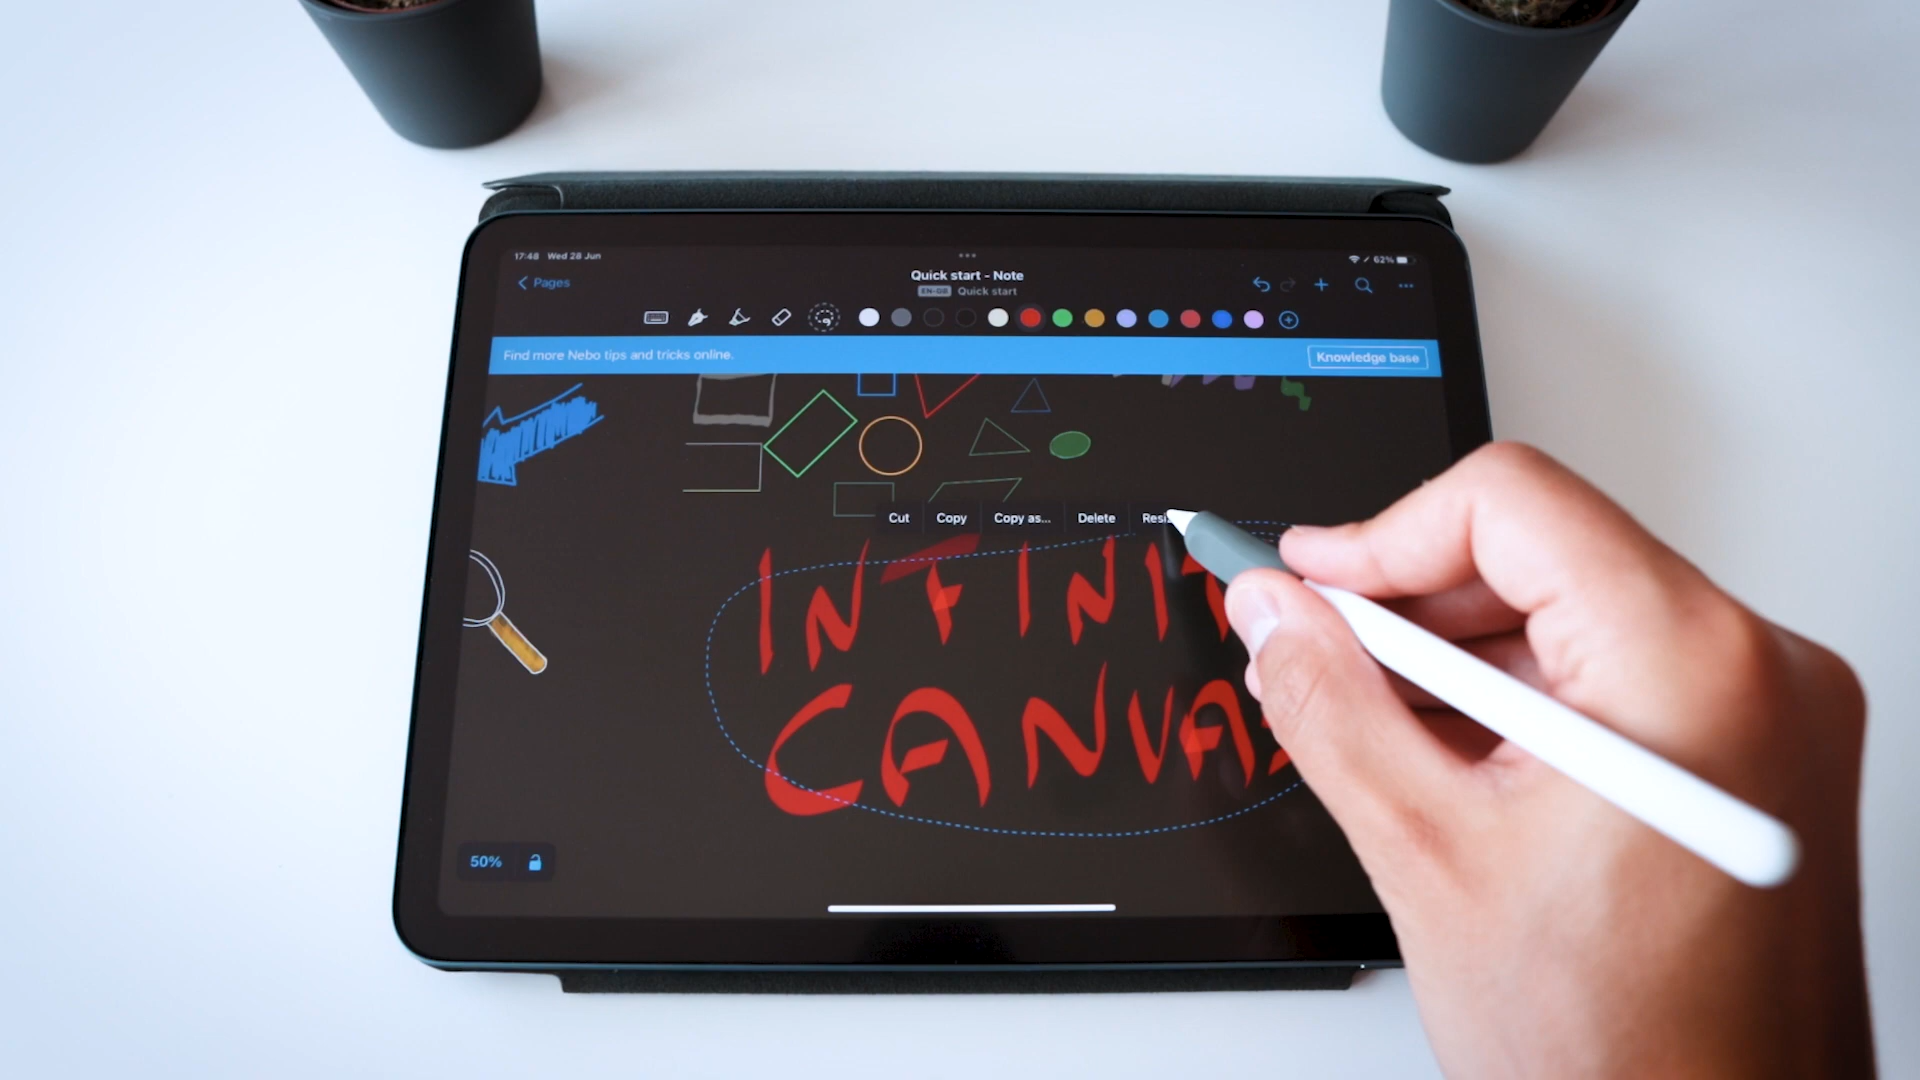 17:48 Wed 28 Jun
62%
Pages
Quick start - Note
EN-GB Quick start
Find more Nebo tips and tricks online.
Knowledge base
Cut Copy Copy as... Delete
INFINIT
CANVAS
50%